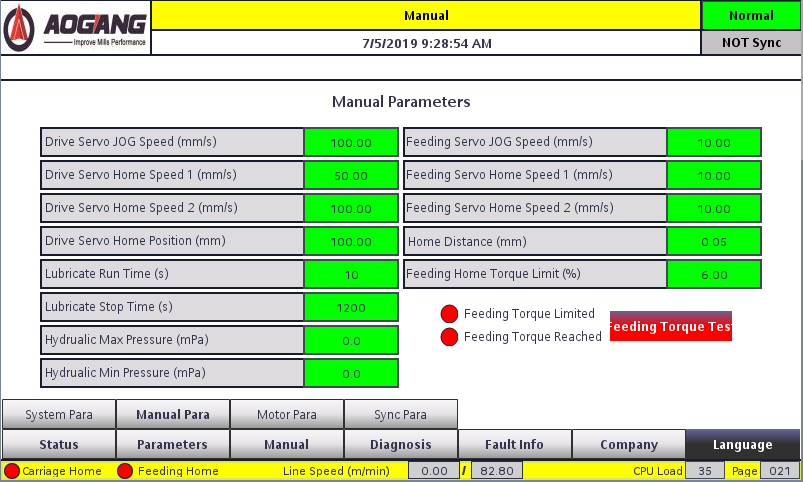 AOGANG
Improve Mills Performance
Manual
Normal
7/5/2019 9:28:54 AM
NOT Sync
Manual Parameters
Drive Servo JOG Speed (mm/s) 100.00
Feeding Servo JOG Speed (mm/s) 10.00
Drive Servo Home Speed 1 (mm/s) 50.00
Feeding Servo Home Speed 1 (mm/s) 10.00
Drive Servo Home Speed 2 (mm/s) 100.00
Feeding Servo Home Speed 2 (mm/s) 10.00
Drive Servo Home Position (mm) 100.00
Home Distance (mm) 0.05
Lubricate Run Time (s) 10
Feeding Home Torque Limit (%) 6.00
Lubricate Stop Time (s) 1200
Feeding Torque Limited
Hydrualic Max Pressure (mPa) 0.0
Feeding Torque Reached
Feeding Torque Test
Hydrualic Min Pressure (mPa) 0.0
System Para Manual Para Motor Para Sync Para
Status Parameters Manual Diagnosis Fault Info Company Language
Carriage Home Feeding Home Line Speed (m/min) 0.00 / 82.80 CPU Load 35 Page 021